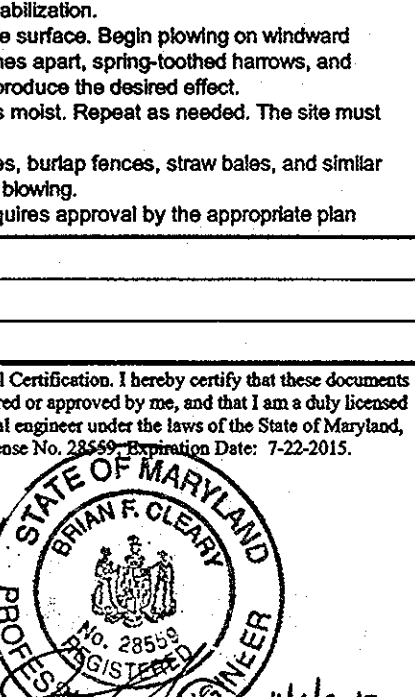 abilization.
e surface. Begin plowing on windward
hes apart, spring-toothed harrows, and
produce the desired effect.
s moist. Repeat as needed. The site must
es, burlap fences, straw bales, and similar
blowing.
quires approval by the appropriate plan
l Certification. I hereby certify that these documents
red or approved by me, and that I am a duly licensed
al engineer under the laws of the State of Maryland,
ense No. 28559, Expiration Date: 7-22-2015.
STATE OF MARYLAND
BRIAN F. CLEARY
No. 28559
REGISTERED
PROFES
GINEER